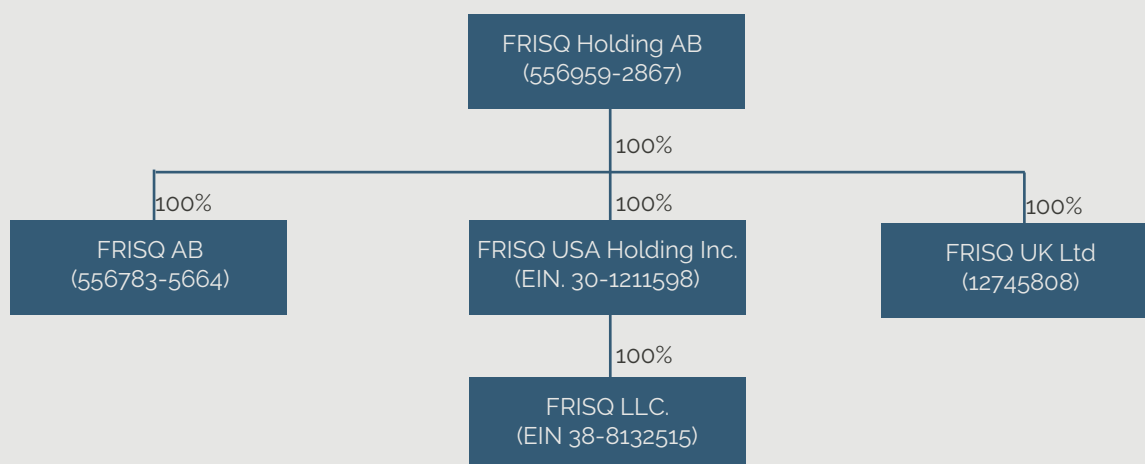 FRISQ Holding AB
(556959-2867)
100%
100%
100%
100%
FRISQ AB
(556783-5664)
FRISQ USA Holding Inc.
(EIN. 30-1211598)
FRISQ UK Ltd
(12745808)
100%
FRISQ LLC.
(EIN 38-8132515)